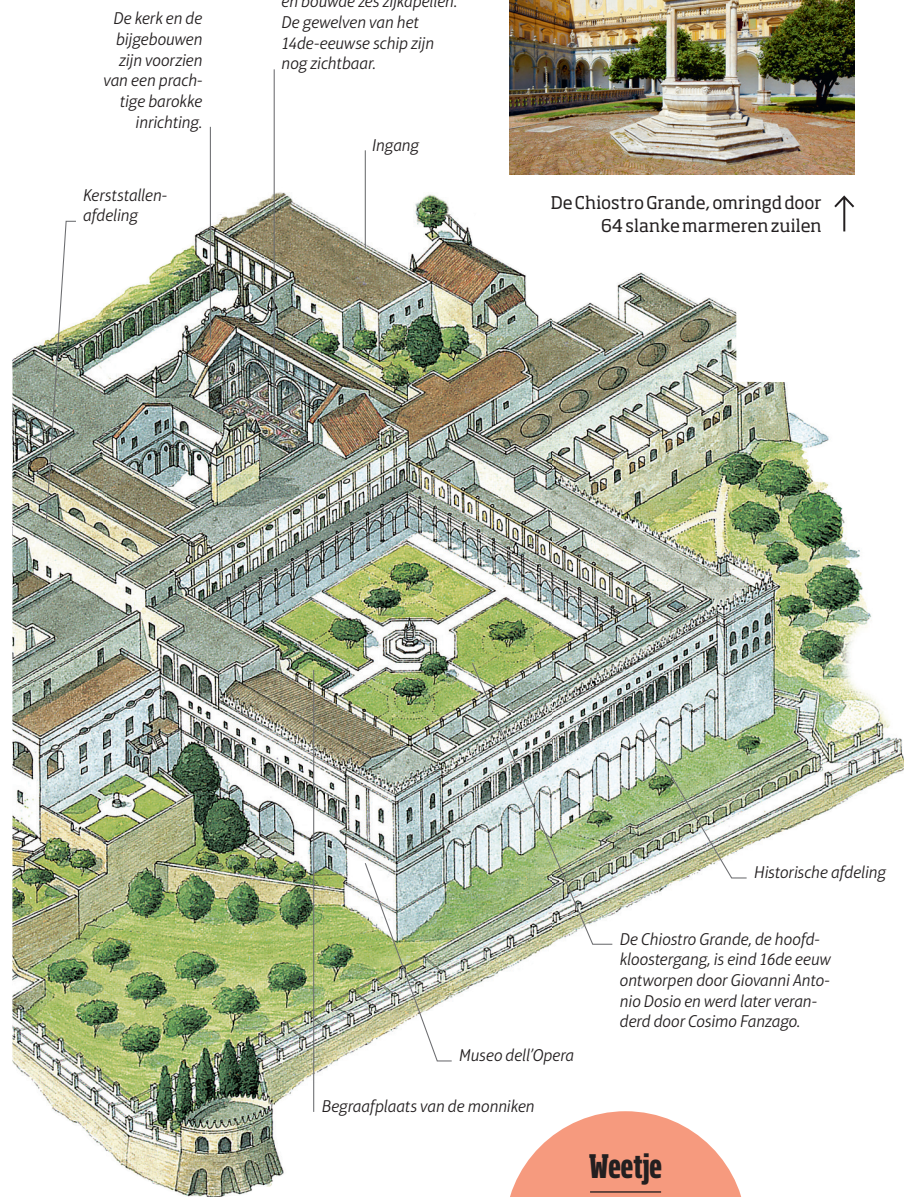 De kerk en de
bijgebouwen
zijn voorzien
van een prach-
tige barokke
inrichting.
en bouwde zes zijkapellen.
De gewelven van het
14de-eeuwse schip zijn
nog zichtbaar.
Ingang
Kerststallen-
afdeling
De Chiostro Grande, omringd door
64 slanke marmeren zuilen
Historische afdeling
De Chiostro Grande, de hoofd-
kloostergang, is eind 16de eeuw
ontworpen door Giovanni Anto-
nio Dosio en werd later veran-
derd door Cosimo Fanzago.
Museo dell'Opera
Begraafplaats van de monniken
Weetje